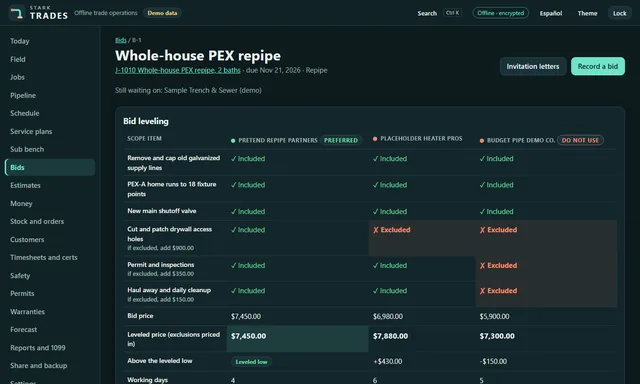 STARK
TRADES
Offline trade operations
Demo data
Search
Ctrl K
Offline · encrypted
Español
Theme
Lock
Today
Field
Jobs
Pipeline
Schedule
Service plans
Sub bench
Bids
Estimates
Money
Stock and orders
Customers
Timesheets and certs
Safety
Permits
Warranties
Forecast
Reports and 1099
Share and backup
Settings
Bids / B-1
Whole-house PEX repipe
J-1010 Whole-house PEX repipe, 2 baths · due Nov 21, 2026 · Repipe
Invitation letters
Record a bid
Still waiting on: Sample Trench & Sewer (demo)
Bid leveling
SCOPE ITEM
PRETEND REPIPE PARTNERS PREFERRED
PLACEHOLDER HEATER PROS
BUDGET PIPE DEMO CO. DO NOT USE
Remove and cap old galvanized
supply lines
✓ Included
✓ Included
✓ Included
PEX-A home runs to 18 fixture
points
✓ Included
✓ Included
✓ Included
New main shutoff valve
✓ Included
✓ Included
✓ Included
Cut and patch drywall access
holes
if excluded, add $900.00
✓ Included
✗ Excluded
✗ Excluded
Permit and inspections
if excluded, add $350.00
✓ Included
✓ Included
✗ Excluded
Haul away and daily cleanup
if excluded, add $150.00
✓ Included
✓ Included
✗ Excluded
Bid price
$7,450.00
$6,980.00
$5,900.00
Leveled price (exclusions priced
in)
$7,450.00
$7,880.00
$7,300.00
Above the leveled low
Leveled low
+$430.00
-$150.00
Working days
4
6
5